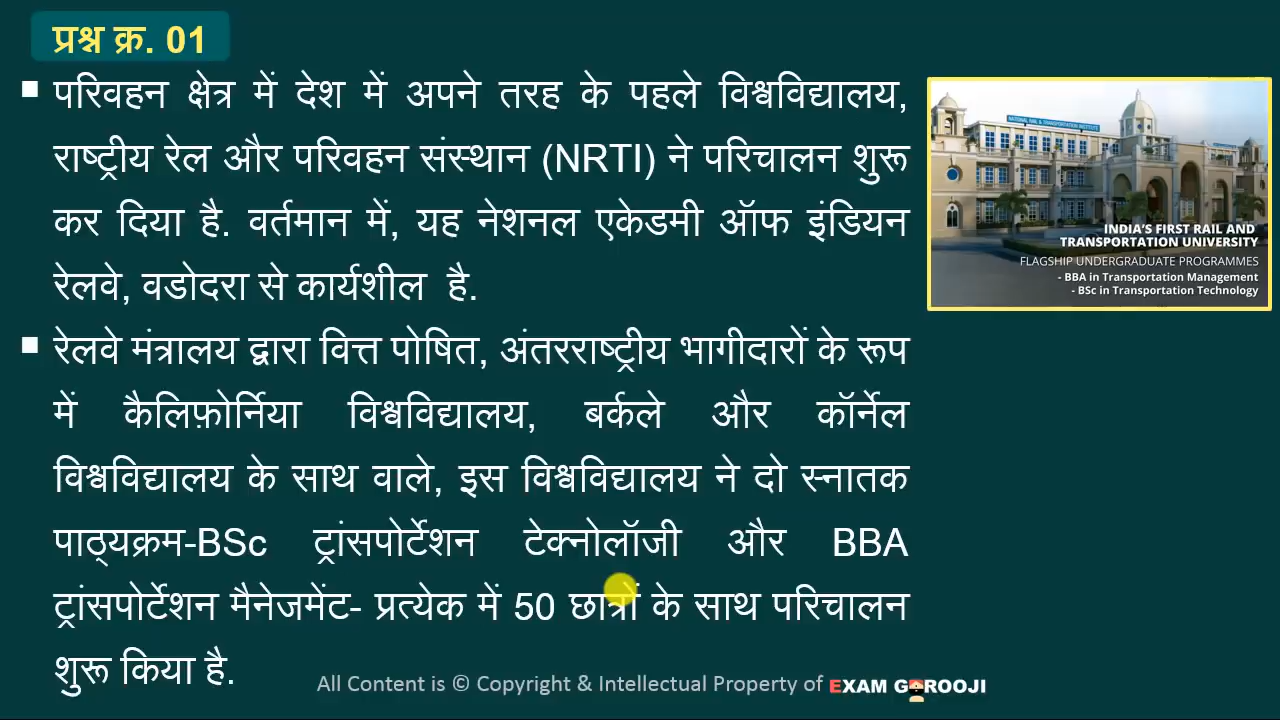 प्रश्न क्र. 01
▪ परिवहन क्षेत्र में देश में अपने तरह के पहले विश्वविद्यालय,
राष्ट्रीय रेल और परिवहन संस्थान (NRTI) ने परिचालन शुरू
कर दिया है. वर्तमान में, यह नेशनल एकेडमी ऑफ इंडियन
रेलवे, वडोदरा से कार्यशील है.
▪ रेलवे मंत्रालय द्वारा वित्त पोषित, अंतरराष्ट्रीय भागीदारों के रूप
में कैलिफ़ोर्निया विश्वविद्यालय, बर्कले और कॉर्नेल
विश्वविद्यालय के साथ वाले, इस विश्वविद्यालय ने दो स्नातक
पाठ्यक्रम-BSc ट्रांसपोर्टेशन टेक्नोलॉजी और BBA
ट्रांसपोर्टेशन मैनेजमेंट- प्रत्येक में 50 छात्रों के साथ परिचालन
शुरू किया है.
NATIONAL RAIL & TRANSPORTATION INSTITUTE
INDIA'S FIRST RAIL AND
TRANSPORTATION UNIVERSITY
FLAGSHIP UNDERGRADUATE PROGRAMMES
- BBA in Transportation Management
- BSc in Transportation Technology
All Content is © Copyright & Intellectual Property of EXAM GUROOJI